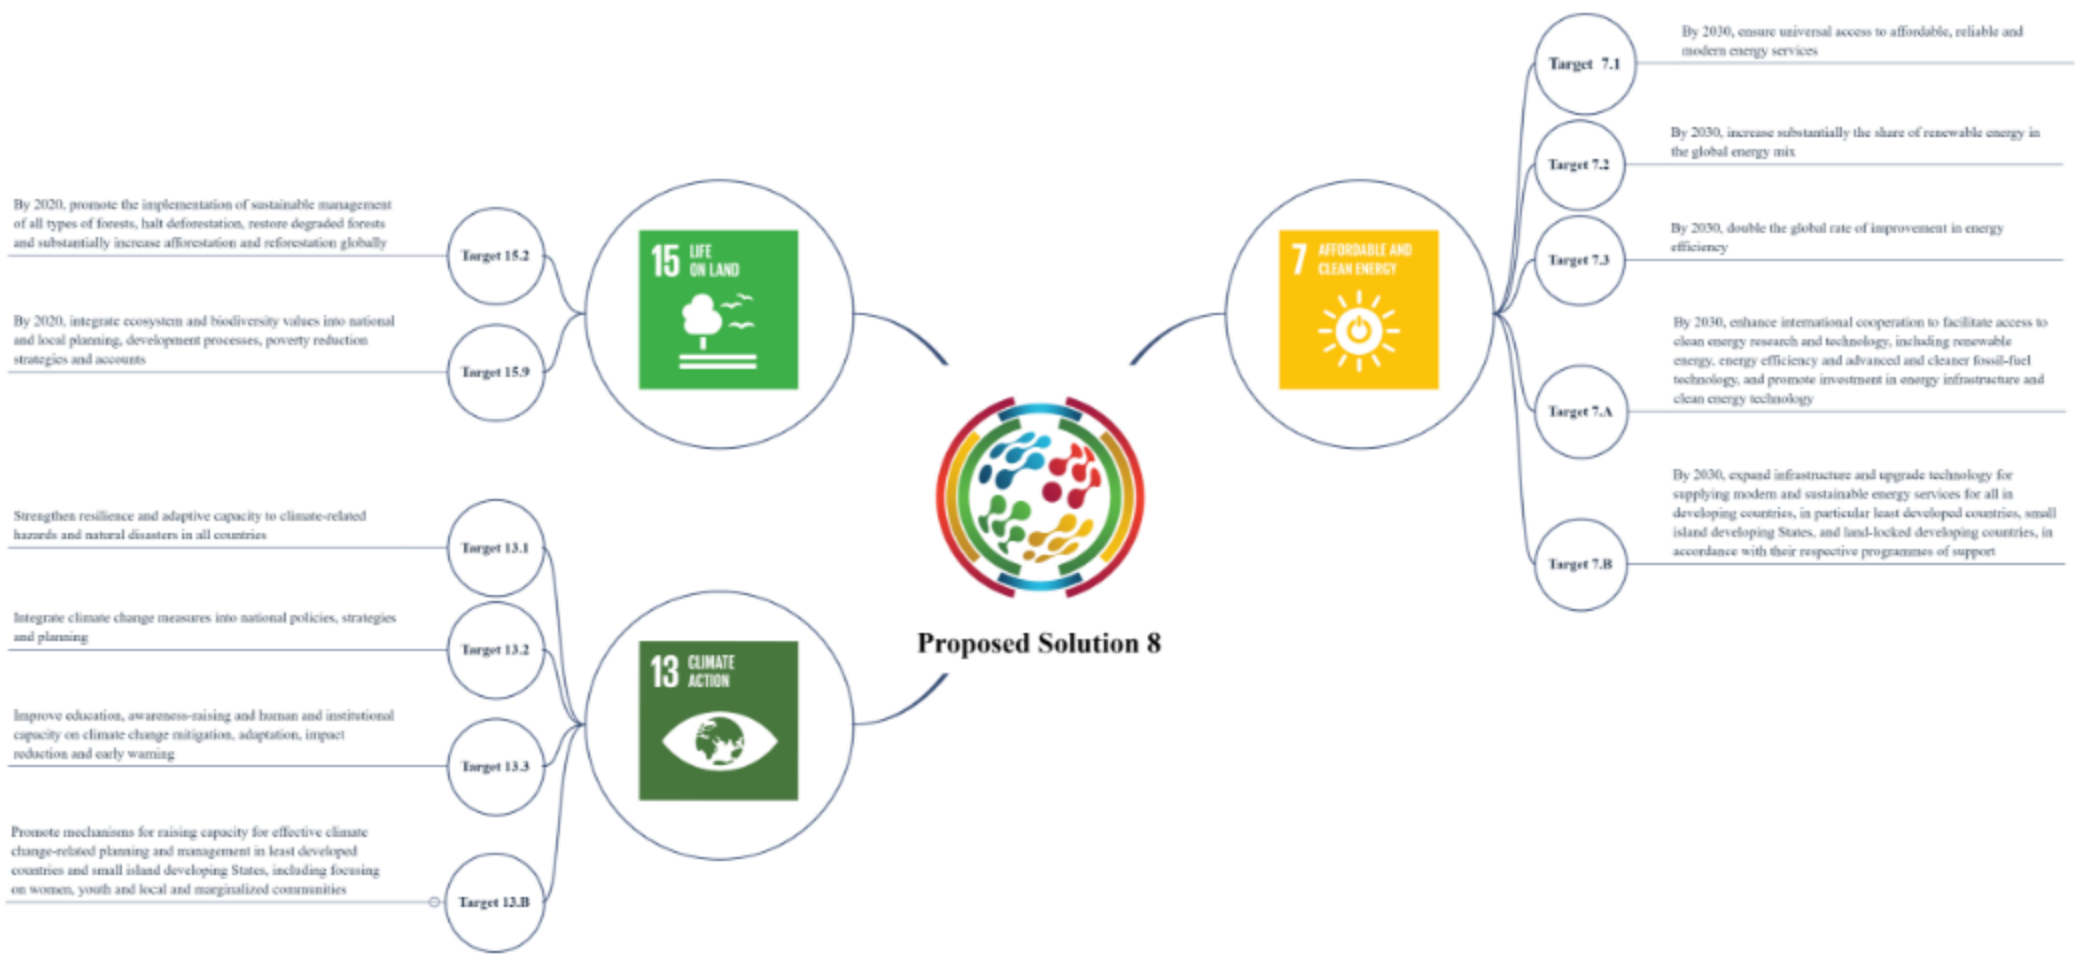 By 2020, promote the implementation of sustainable management
of all types of forests, halt deforestation, restore degraded forests
and substantially increase afforestation and reforestation globally
Target 15.2
By 2020, integrate ecosystem and biodiversity values into national
and local planning, development processes, poverty reduction
strategies and accounts
Target 15.9
15 LIFE
ON LAND
Strengthen resilience and adaptive capacity to climate-related
hazards and natural disasters in all countries
Target 13.1
Integrate climate change measures into national policies, strategies
and planning
Target 13.2
Improve education, awareness-raising and human and institutional
capacity on climate change mitigation, adaptation, impact
reduction and early warning
Target 13.3
Promote mechanisms for raising capacity for effective climate
change-related planning and management in least developed
countries and small island developing States, including focusing
on women, youth and local and marginalized communities
Target 13.B
13 CLIMATE
ACTION
Proposed Solution 8
7 AFFORDABLE AND
CLEAN ENERGY
Target 7.1
By 2030, ensure universal access to affordable, reliable and
modern energy services
Target 7.2
By 2030, increase substantially the share of renewable energy in
the global energy mix
Target 7.3
By 2030, double the global rate of improvement in energy
efficiency
Target 7.A
By 2030, enhance international cooperation to facilitate access to
clean energy research and technology, including renewable
energy, energy efficiency and advanced and cleaner fossil-fuel
technology, and promote investment in energy infrastructure and
clean energy technology
Target 7.B
By 2030, expand infrastructure and upgrade technology for
supplying modern and sustainable energy services for all in
developing countries, in particular least developed countries, small
island developing States, and land-locked developing countries, in
accordance with their respective programmes of support